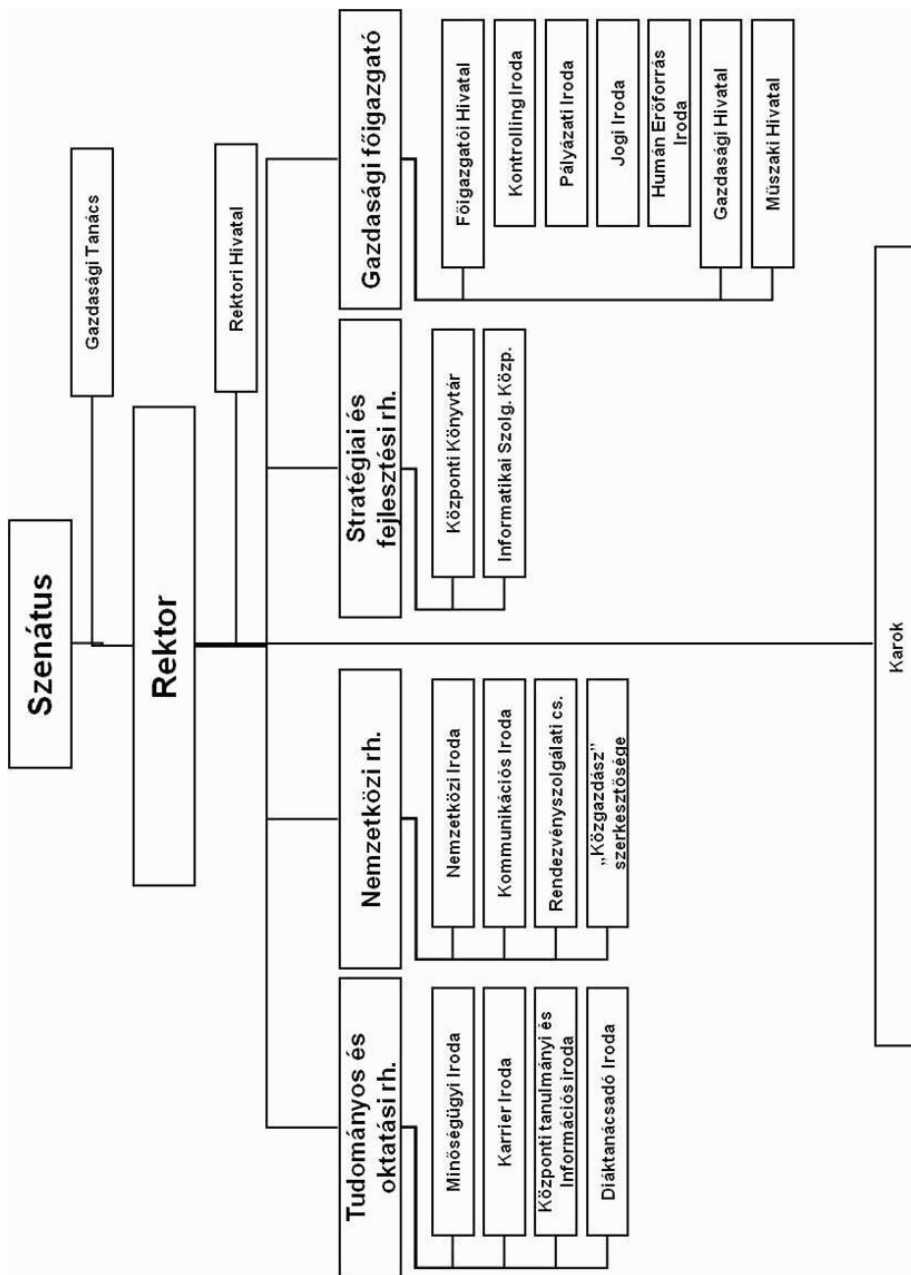 Szenátus
Gazdasági Tanács
Rektor
Rektori Hivatal
Tudományos és
oktatási rh.
Minőségügyi Iroda
Karrier Iroda
Központi tanulmányi és
Információs iroda
Diáktanácsadó Iroda
Nemzetközi rh.
Nemzetközi Iroda
Kommunikációs Iroda
Rendezvényszolgálati cs.
„Közgazdász”
szerkesztősége
Stratégiai és
fejlesztési rh.
Központi Könyvtár
Informatikai Szolg. Közp.
Gazdasági főigazgató
Főigazgatói Hivatal
Kontrolling Iroda
Pályázati Iroda
Jogi Iroda
Humán Erőforrás
Iroda
Gazdasági Hivatal
Műszaki Hivatal
Karok